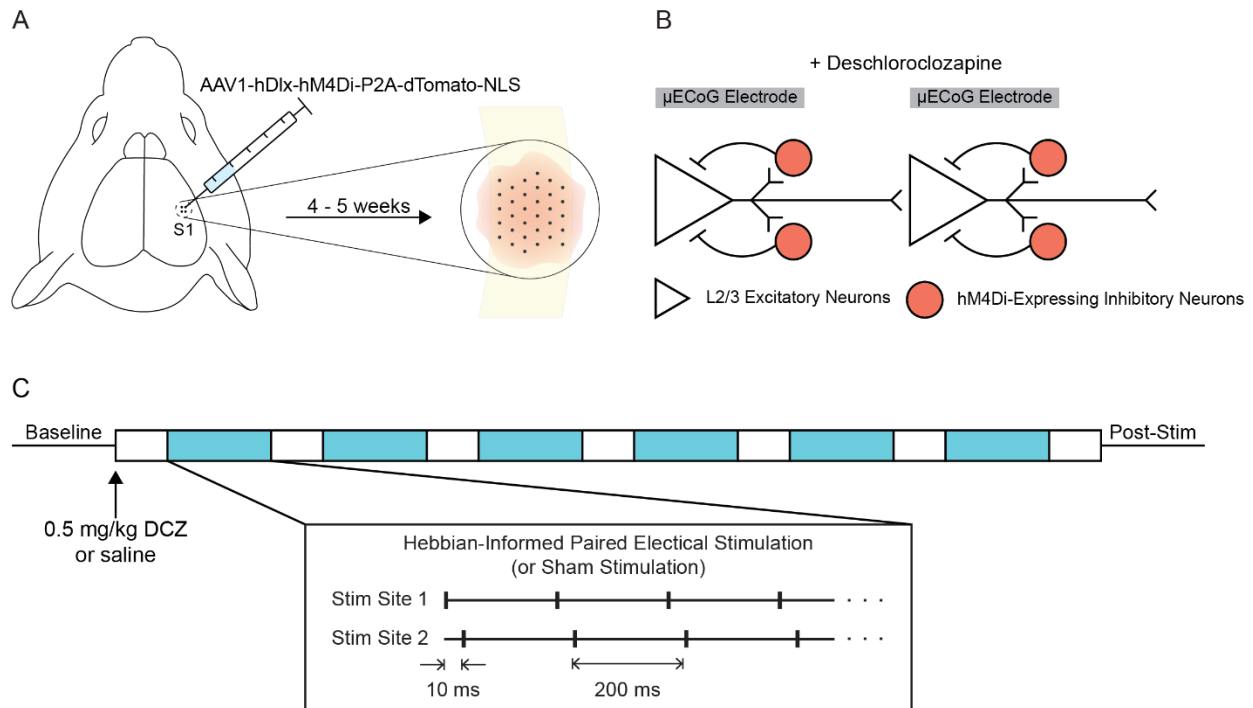 A
AAV1-hDlx-hM4Di-P2A-dTomato-NLS
S1
4 - 5 weeks
B
+ Deschloroclozapine
µECoG Electrode
µECoG Electrode
L2/3 Excitatory Neurons
hM4Di-Expressing Inhibitory Neurons
C
Baseline
Post-Stim
0.5 mg/kg DCZ
or saline
Hebbian-Informed Paired Electical Stimulation
(or Sham Stimulation)
Stim Site 1
Stim Site 2
10 ms
200 ms